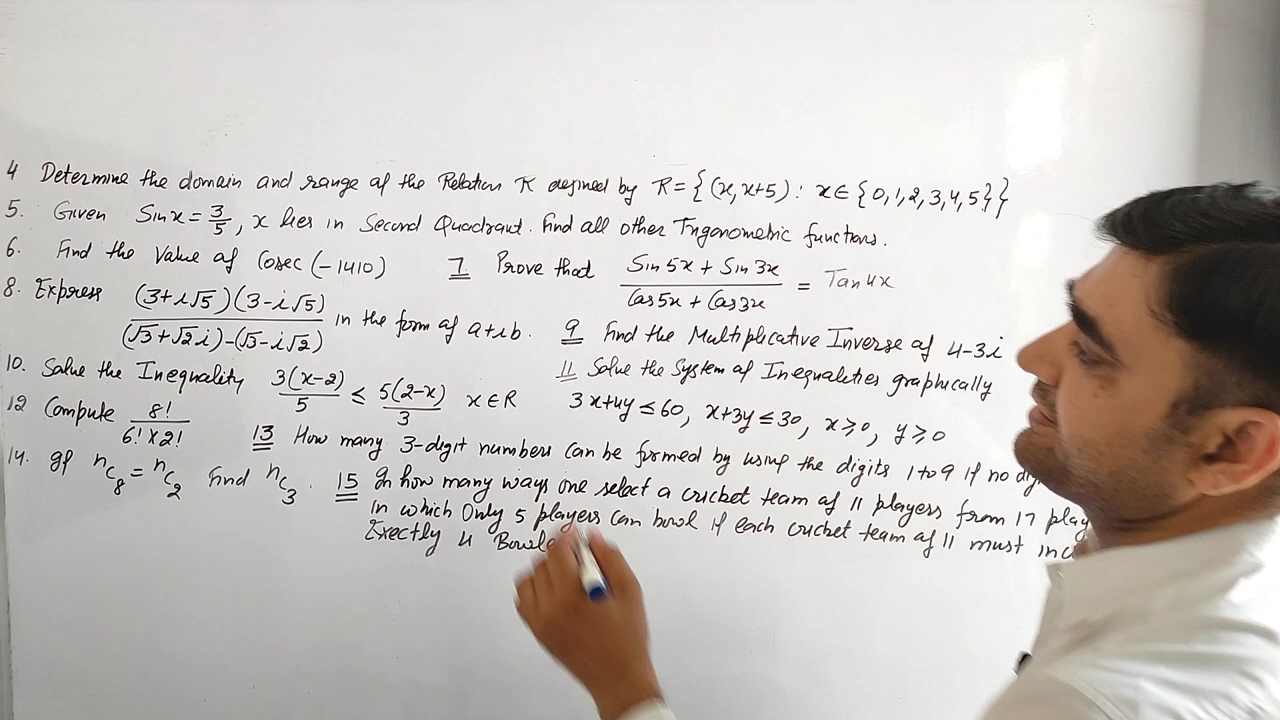 4 Determine the domain and range of the Relation R defined by R = {(x, x+5) : x ∈ {0,1,2,3,4,5}}
5. Given Sin x = 3/5, x lies in Second Quadrant. Find all other Trigonometric functions.
6. Find the Value of Cosec (-1410)
7 Prove that (Sin 5x + Sin 3x)/(Cos 5x + Cos 3x) = Tan 4x
8. Express ((3+i√5)(3-i√5))/((√3+√2i)-(√3-i√2)) in the form of a+ib.
9 Find the Multiplicative Inverse of 4-3i
10. Solve the Inequality 3(x-2)/5 ≤ 5(2-x)/3 x ∈ R
11 Solve the System of Inequalities graphically
3x+4y ≤ 60, x+3y ≤ 30, x ≥ 0, y ≥ 0
12 Compute 8!/(6! × 2!)
13 How many 3-digit numbers can be formed by using the digits 1 to 9 if no
14. If nC8 = nC2 Find nC3.
15 In how many ways one select a cricket team of 11 players from 17
in which Only 5 players can bowl if each cricket team of 11 must
Exectly 4